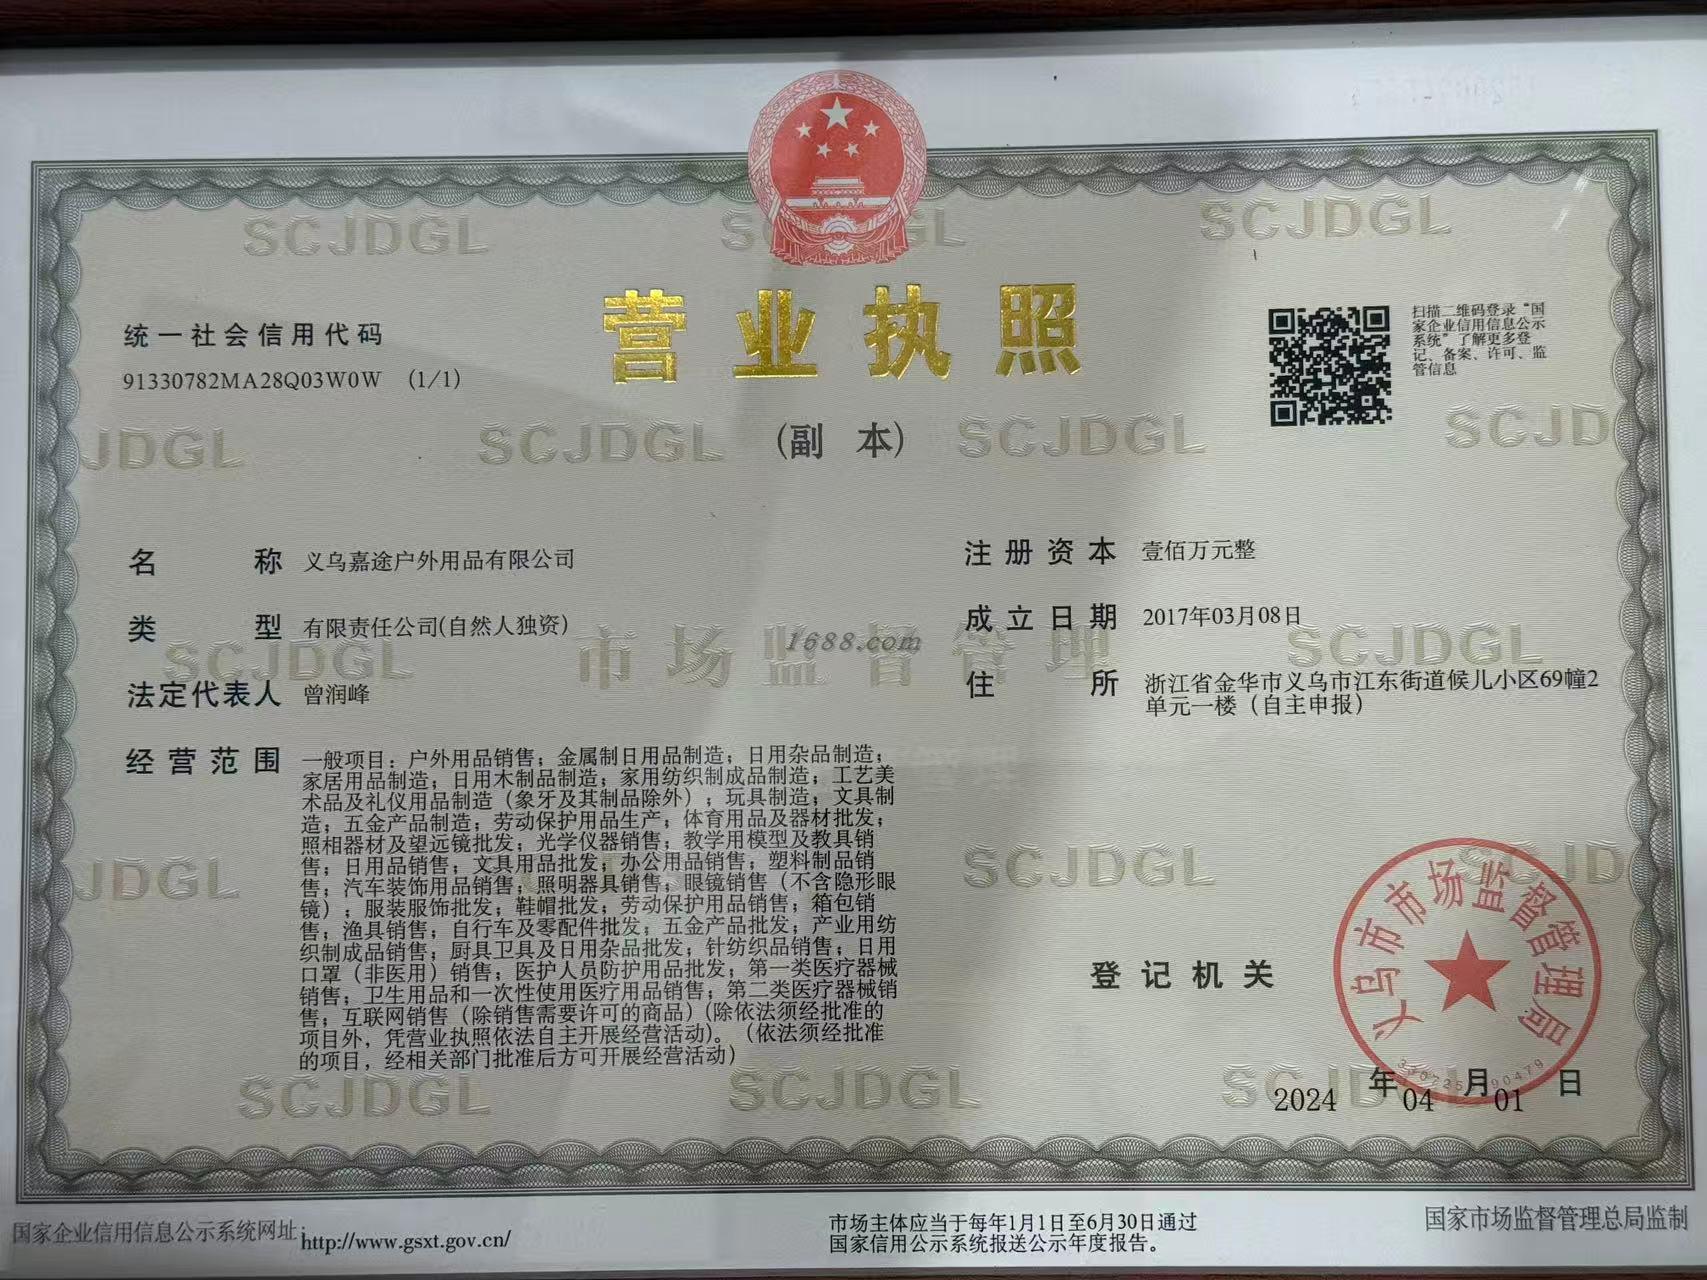 SCJDGL
SCJDGL
SCJDGL
营业执照
(副 本)
统一社会信用代码
91330782MA28Q03W0W (1/1)
扫描二维码登录“国
家企业信用信息公示
系统”了解更多登
记、备案、许可、监
管信息
JDGL
SCJDGL
SCJDGL
SCJD
名 称 义乌嘉途户外用品有限公司
类 型 有限责任公司(自然人独资)
法定代表人 曾润峰
经营范围 一般项目：户外用品销售；金属制日用品制造；日用杂品制造；
家居用品制造；日用木制品制造；家用纺织制成品制造；工艺美
术品及礼仪用品制造（象牙及其制品除外）；玩具制造；文具制
造；五金产品制造；劳动保护用品生产；体育用品及器材批发；
照相器材及望远镜批发；光学仪器销售；教学用模型及教具销
售；日用品销售；文具用品批发；办公用品销售；塑料制品销
售；汽车装饰用品销售；照明器具销售；眼镜销售（不含隐形眼
镜）；服装服饰批发；鞋帽批发；劳动保护用品销售；箱包销
售；渔具销售；自行车及零配件批发；五金产品批发；产业用纺
织制成品销售；厨具卫具及日用杂品批发；针纺织品销售；日用
口罩（非医用）销售；医护人员防护用品批发；第一类医疗器械
销售；卫生用品和一次性使用医疗用品销售；第二类医疗器械销
售；互联网销售（除销售需要许可的商品）(除依法须经批准的
项目外，凭营业执照依法自主开展经营活动)。（依法须经批准
的项目，经相关部门批准后方可开展经营活动）
注册资本 壹佰万元整
成立日期 2017年03月08日
住 所 浙江省金华市义乌市江东街道候儿小区69幢2
单元一楼（自主申报）
SCJDGL
市场监督管理
1688.com
SCJDGL
JDGL
SCJDGL
SCJD
登记机关
义乌市市场监督管理局
2024 年 04 月 01 日
SCJDGL
SCJDGL
国家企业信用信息公示系统网址：http://www.gsxt.gov.cn/
市场主体应当于每年1月1日至6月30日通过
国家信用公示系统报送公示年度报告。
国家市场监督管理总局监制